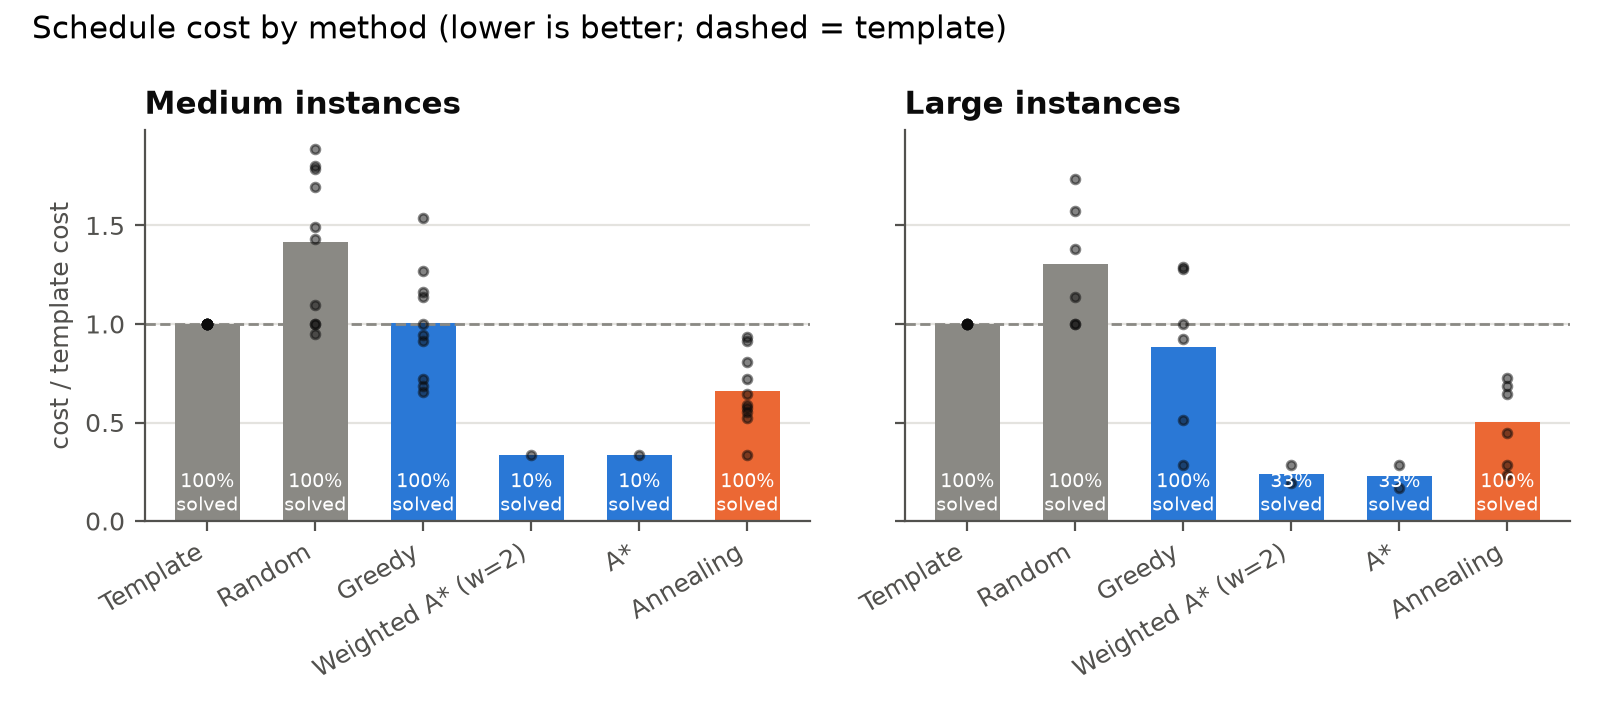 Schedule cost by method (lower is better; dashed = template)
Medium instances
cost / template cost
1.5
1.0
0.5
0.0
100% solved
100% solved
100% solved
10% solved
10% solved
100% solved
Template
Random
Greedy
Weighted A* (w=2)
A*
Annealing
Large instances
100% solved
100% solved
100% solved
33% solved
33% solved
100% solved
Template
Random
Greedy
Weighted A* (w=2)
A*
Annealing